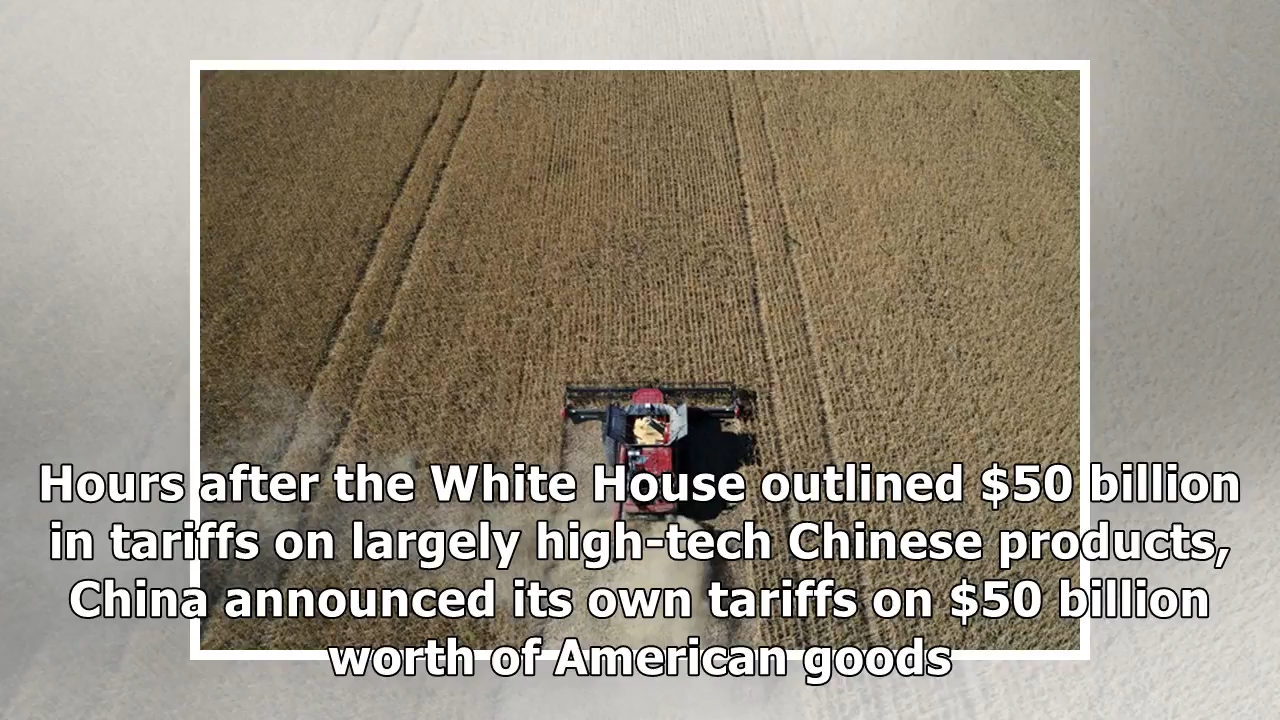 Hours after the White House outlined $50 billion
in tariffs on largely high-tech Chinese products,
China announced its own tariffs on $50 billion
worth of American goods